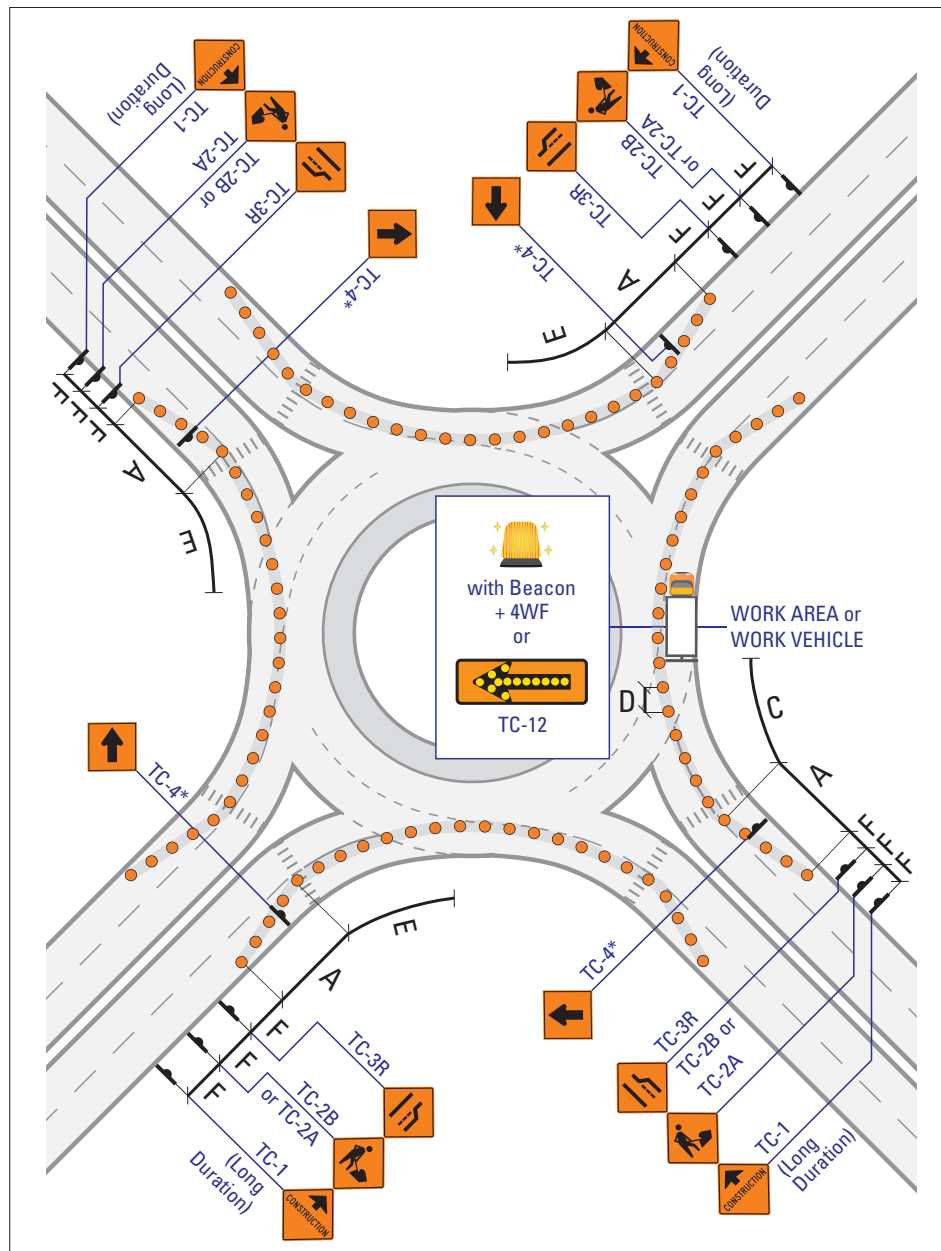 CONSTRUCTION
TC-1
(Long
Duration)
TC-2B or
TC-2A
TC-3R
TC-4*
F
F
F
A
E
CONSTRUCTION
TC-1
(Long
Duration)
TC-2B
or TC-2A
TC-3R
TC-4*
F
F
F
A
E
with Beacon
+ 4WF
or
TC-12
WORK AREA or
WORK VEHICLE
D
C
A
F
F
F
TC-4*
TC-3R
TC-2B or
TC-2A
TC-1
(Long
Duration)
CONSTRUCTION
TC-4*
E
A
F
F
F
TC-3R
TC-2B
or TC-2A
TC-1
(Long
Duration)
CONSTRUCTION